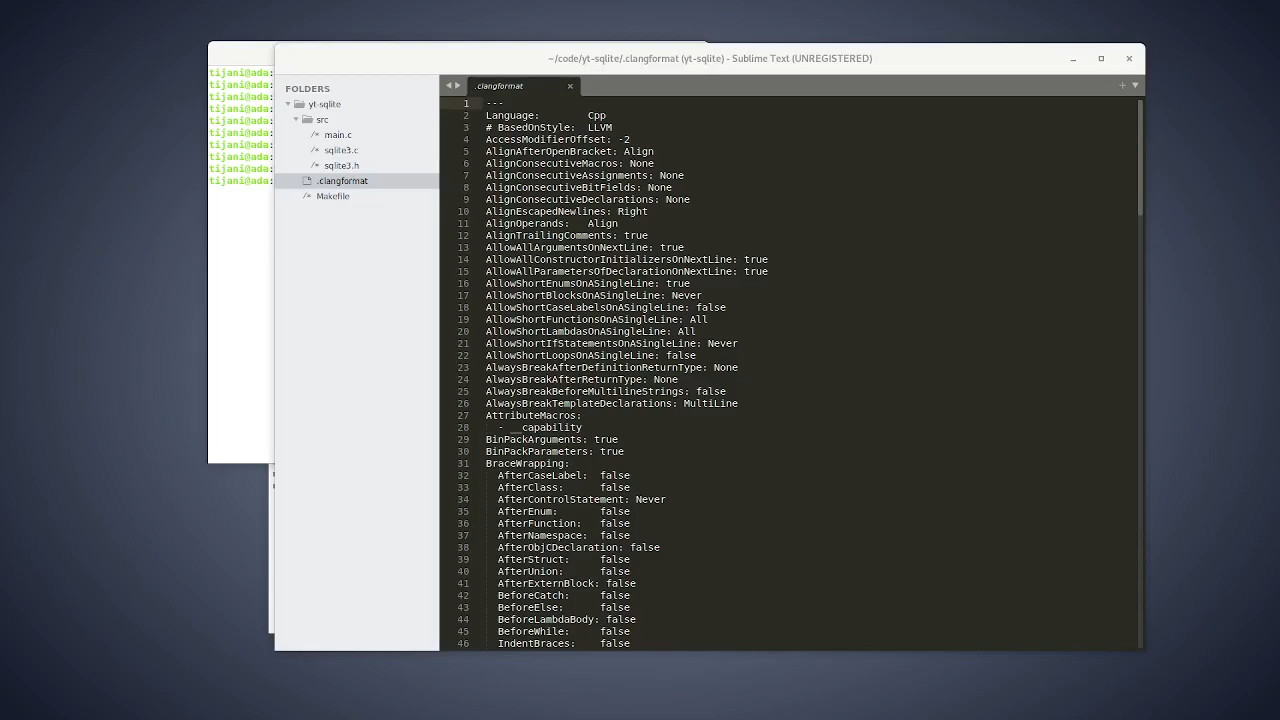 ~/code/yt-sqlite/.clangformat (yt-sqlite) - Sublime Text (UNREGISTERED)
tijani@ada:
tijani@ada:
tijani@ada:
tijani@ada:
tijani@ada:
tijani@ada:
tijani@ada:
tijani@ada:
tijani@ada:
tijani@ada:
FOLDERS
yt-sqlite
src
/* main.c
/* sqlite3.c
/* sqlite3.h
.clangformat
/* Makefile
.clangformat
1 ---
2 Language:        Cpp
3 # BasedOnStyle:  LLVM
4 AccessModifierOffset: -2
5 AlignAfterOpenBracket: Align
6 AlignConsecutiveMacros: None
7 AlignConsecutiveAssignments: None
8 AlignConsecutiveBitFields: None
9 AlignConsecutiveDeclarations: None
10 AlignEscapedNewlines: Right
11 AlignOperands:   Align
12 AlignTrailingComments: true
13 AllowAllArgumentsOnNextLine: true
14 AllowAllConstructorInitializersOnNextLine: true
15 AllowAllParametersOfDeclarationOnNextLine: true
16 AllowShortEnumsOnASingleLine: true
17 AllowShortBlocksOnASingleLine: Never
18 AllowShortCaseLabelsOnASingleLine: false
19 AllowShortFunctionsOnASingleLine: All
20 AllowShortLambdasOnASingleLine: All
21 AllowShortIfStatementsOnASingleLine: Never
22 AllowShortLoopsOnASingleLine: false
23 AlwaysBreakAfterDefinitionReturnType: None
24 AlwaysBreakAfterReturnType: None
25 AlwaysBreakBeforeMultilineStrings: false
26 AlwaysBreakTemplateDeclarations: MultiLine
27 AttributeMacros:
28   - __capability
29 BinPackArguments: true
30 BinPackParameters: true
31 BraceWrapping:
32   AfterCaseLabel:  false
33   AfterClass:      false
34   AfterControlStatement: Never
35   AfterEnum:       false
36   AfterFunction:   false
37   AfterNamespace:  false
38   AfterObjCDeclaration: false
39   AfterStruct:     false
40   AfterUnion:      false
41   AfterExternBlock: false
42   BeforeCatch:     false
43   BeforeElse:      false
44   BeforeLambdaBody: false
45   BeforeWhile:     false
46   IndentBraces:    false